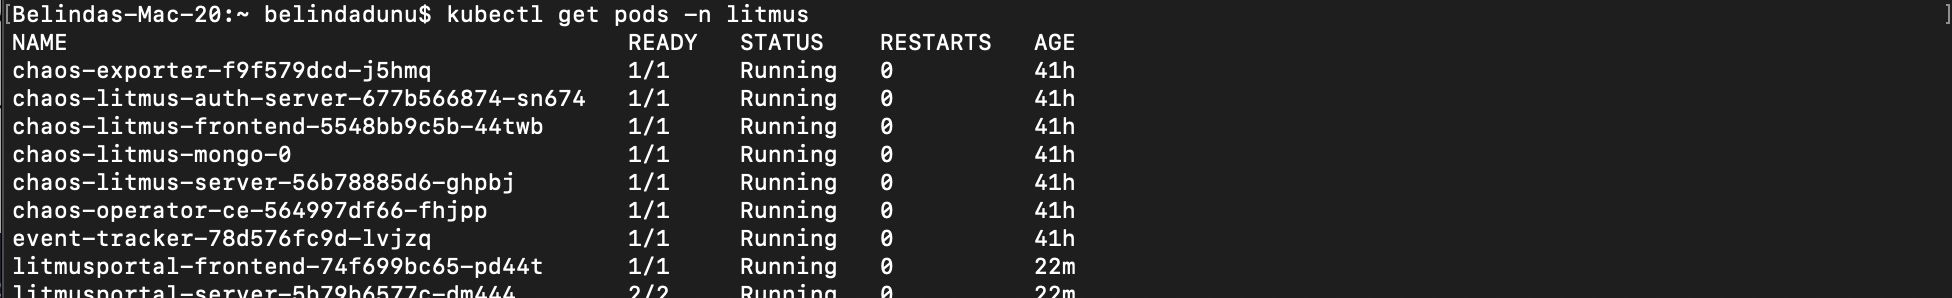 [Belindas-Mac-20:~ belindadunu$ kubectl get pods -n litmus ]
NAME READY STATUS RESTARTS AGE
chaos-exporter-f9f579dcd-j5hmq 1/1 Running 0 41h
chaos-litmus-auth-server-677b566874-sn674 1/1 Running 0 41h
chaos-litmus-frontend-5548bb9c5b-44twb 1/1 Running 0 41h
chaos-litmus-mongo-0 1/1 Running 0 41h
chaos-litmus-server-56b78885d6-ghpbj 1/1 Running 0 41h
chaos-operator-ce-564997df66-fhjpp 1/1 Running 0 41h
event-tracker-78d576fc9d-lvjzq 1/1 Running 0 41h
litmusportal-frontend-74f699bc65-pd44t 1/1 Running 0 22m
2/2 Running 0 22m